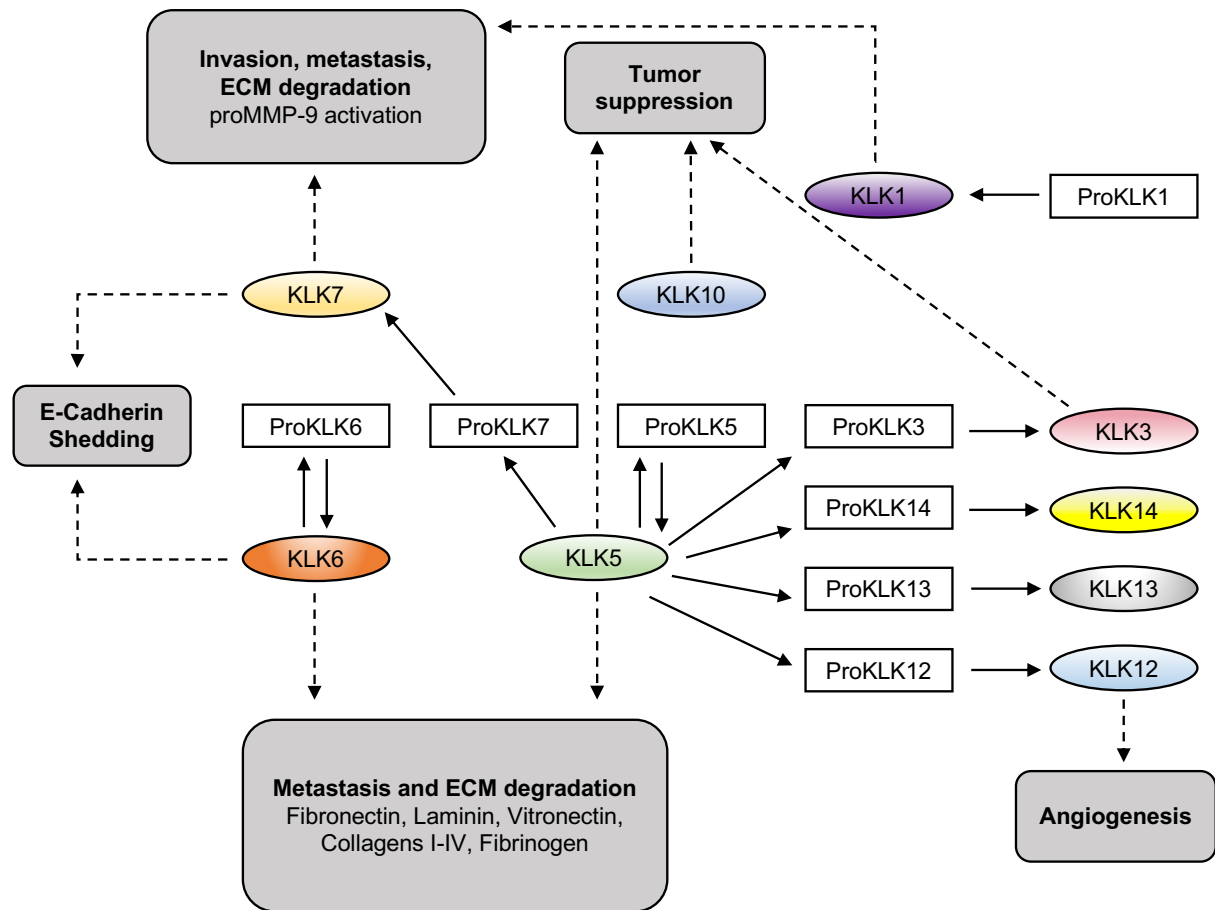 Invasion, metastasis,
ECM degradation
proMMP-9 activation
Tumor
suppression
KLK1
ProKLK1
KLK7
KLK10
E-Cadherin
Shedding
ProKLK6
ProKLK7
ProKLK5
ProKLK3
KLK3
ProKLK14
KLK14
KLK6
KLK5
ProKLK13
KLK13
ProKLK12
KLK12
Metastasis and ECM degradation
Fibronectin, Laminin, Vitronectin,
Collagens I-IV, Fibrinogen
Angiogenesis